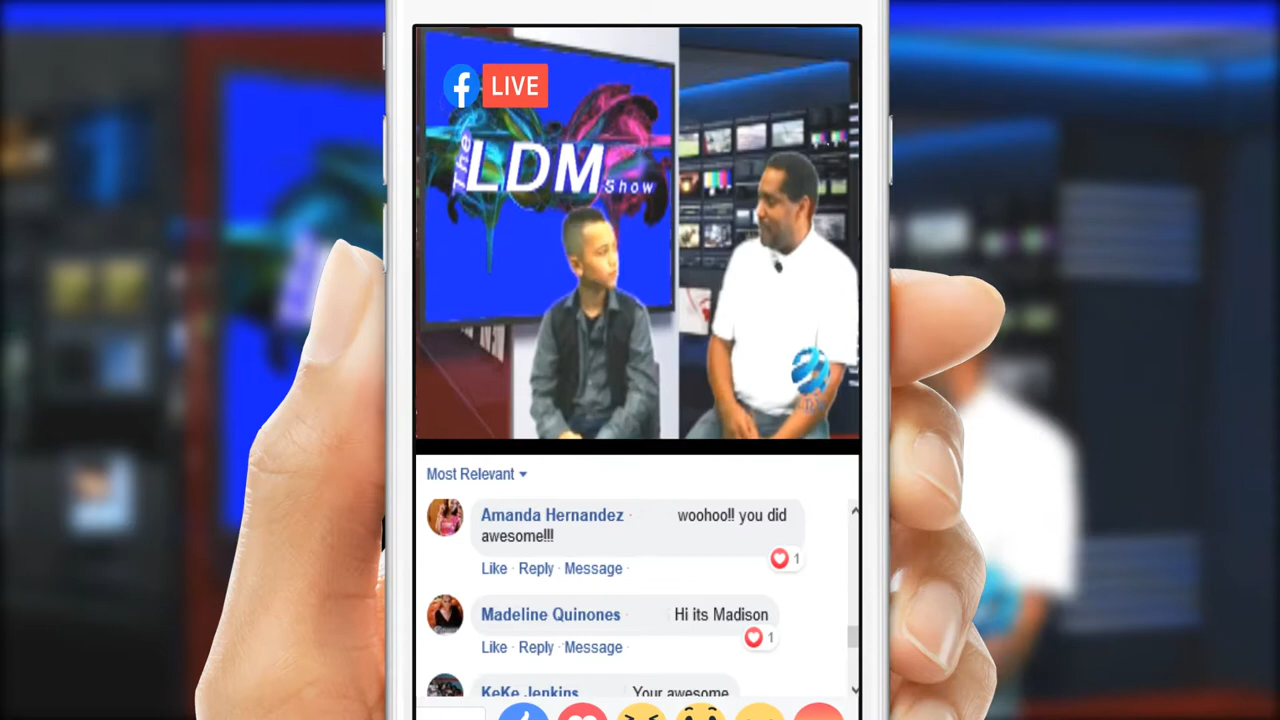 f LIVE
The LDM Show
LDM
Most Relevant
Amanda Hernandez · woohoo!! you did
awesome!!!
1
Like · Reply · Message ·
Madeline Quinones · Hi its Madison
1
Like · Reply · Message ·
KeKe Jenkins Your awesome